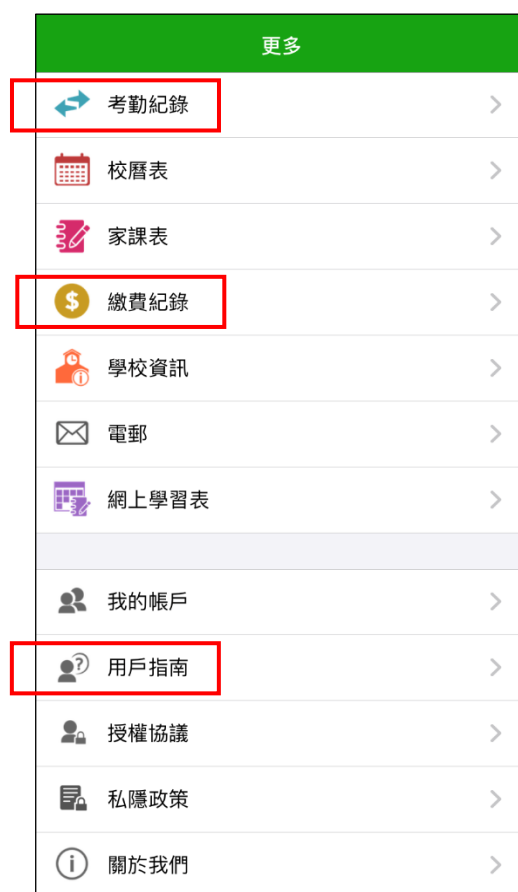 更多
考勤紀錄
校曆表
家課表
繳費紀錄
學校資訊
電郵
網上學習表
我的帳戶
用戶指南
授權協議
私隱政策
關於我們